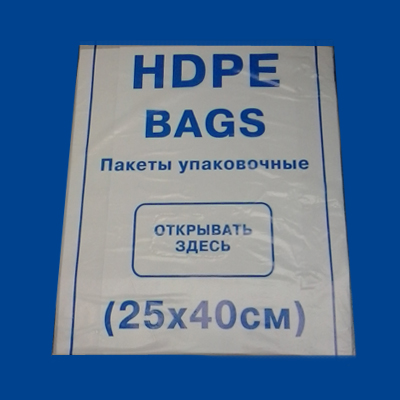 HDPE
BAGS
Пакеты упаковочные
ОТКРЫВАТЬ
ЗДЕСЬ
(25x40см)